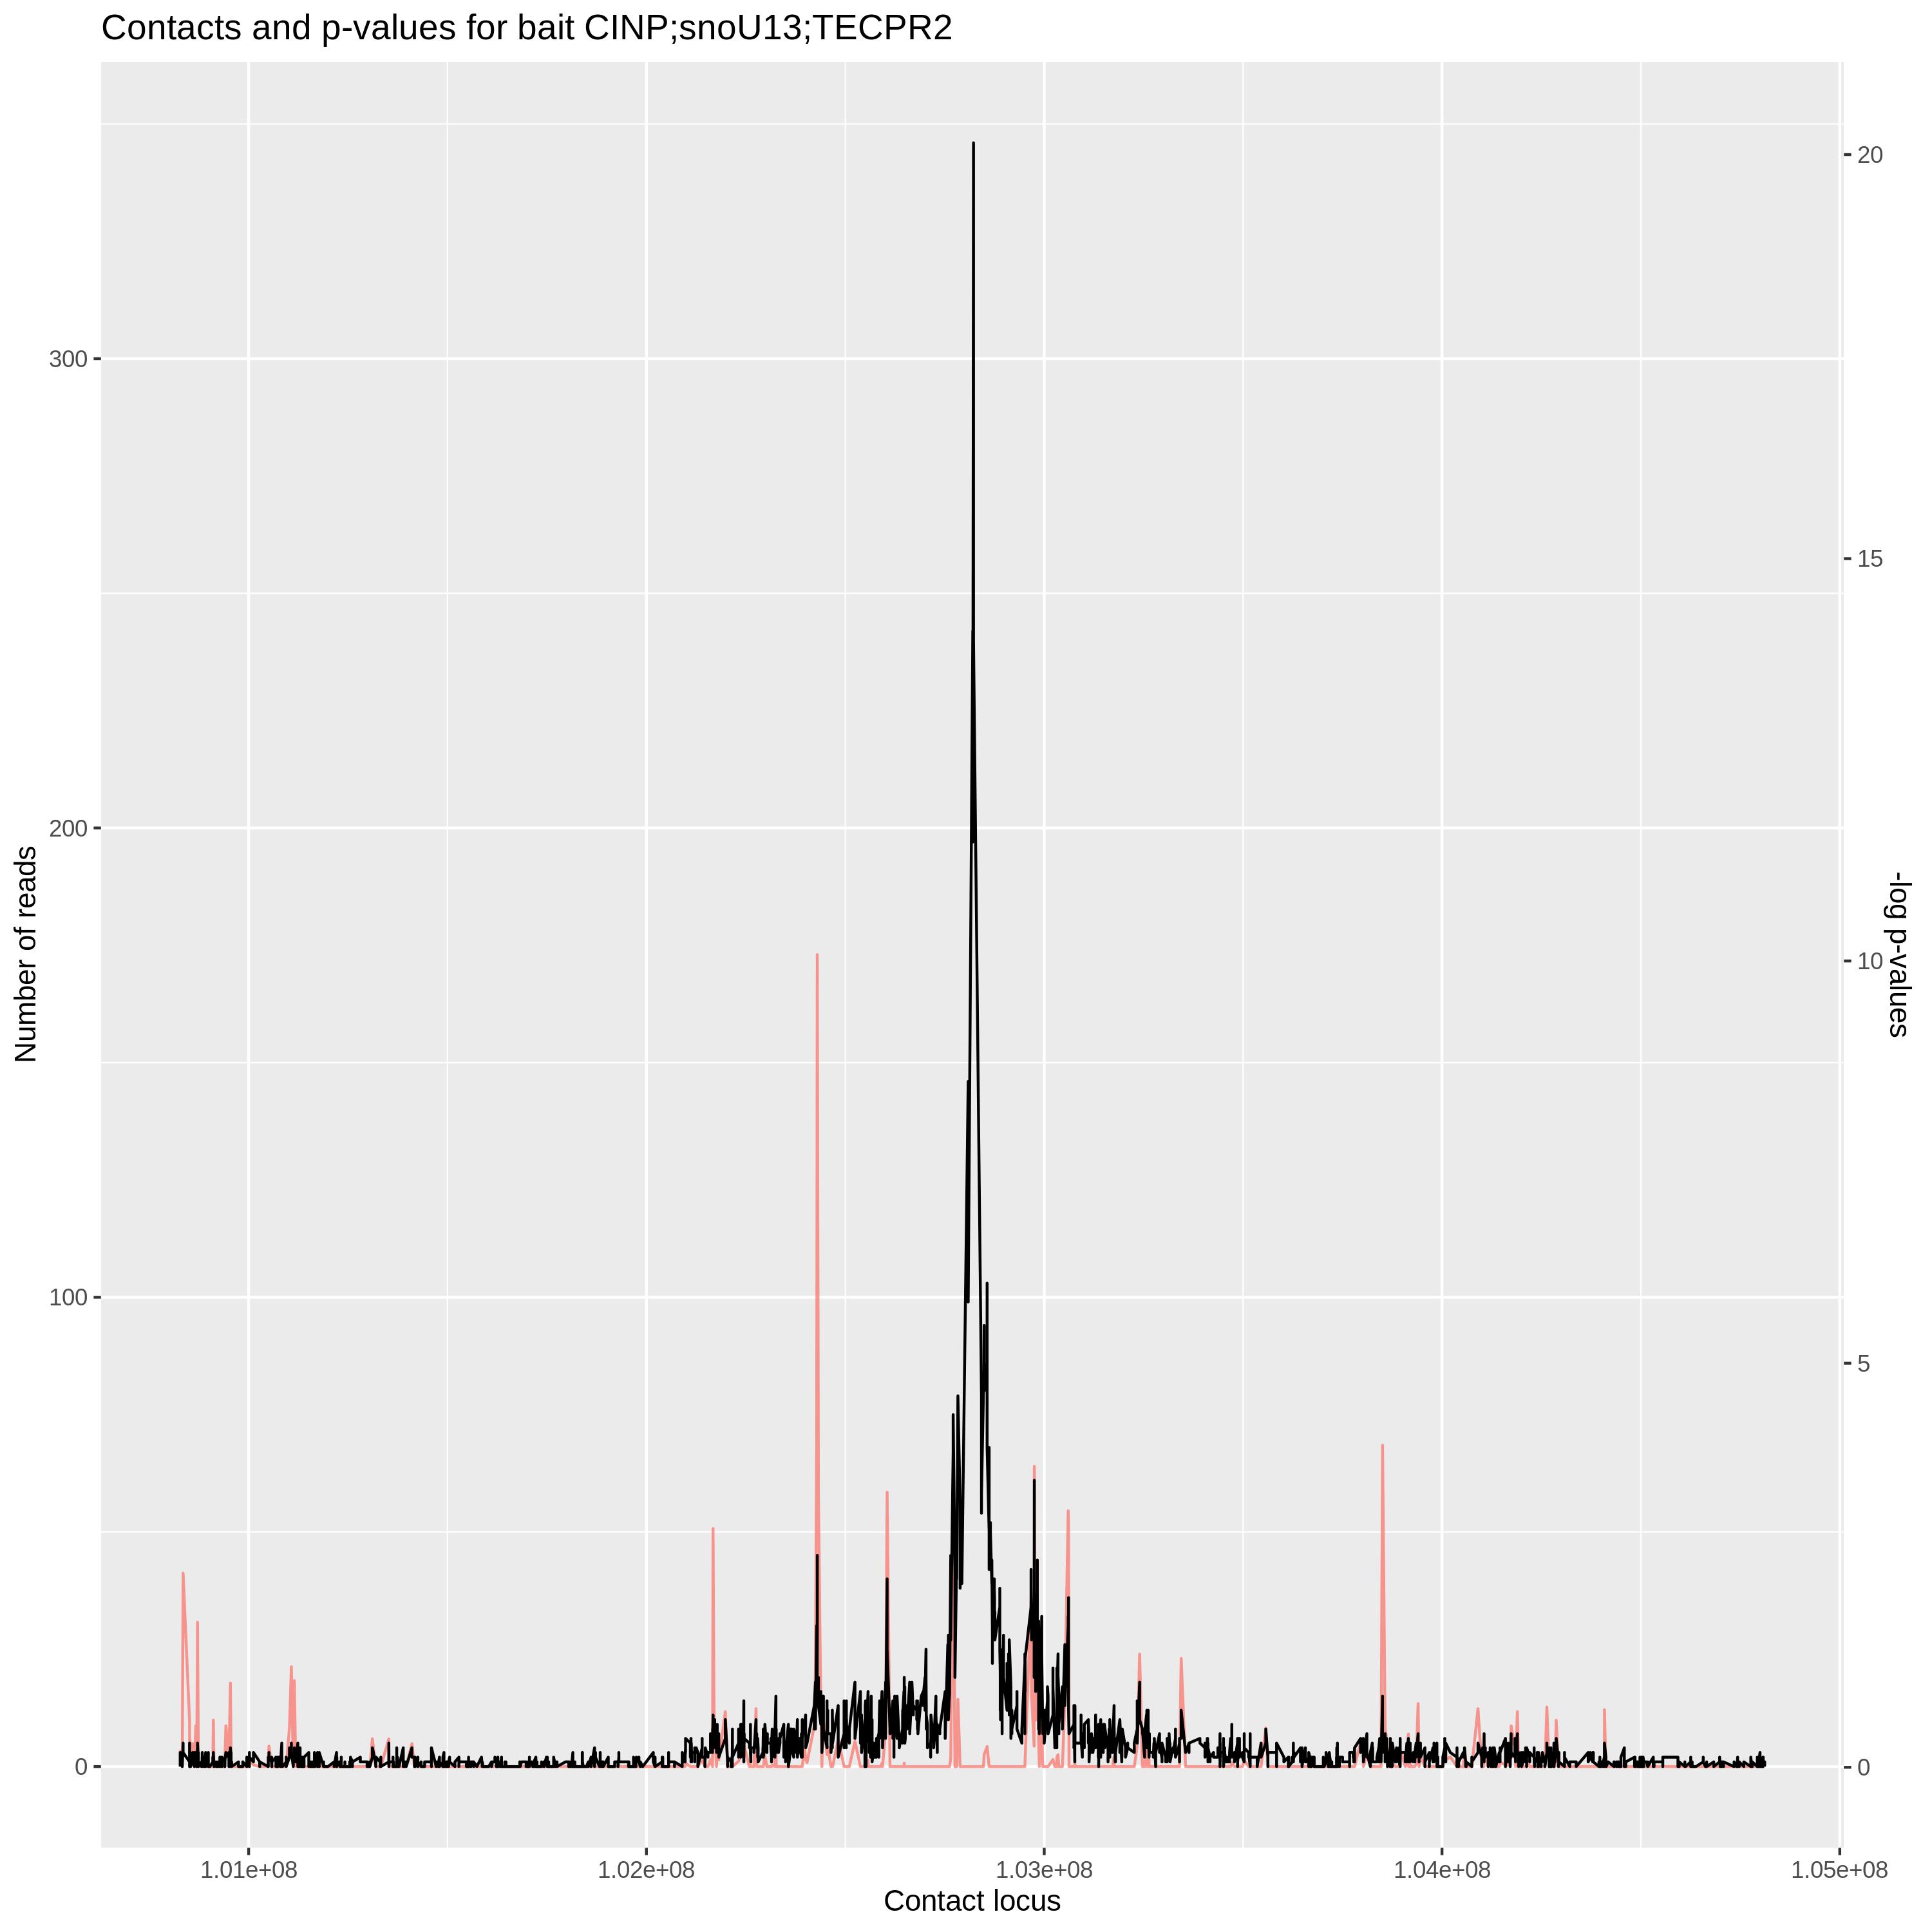 Contacts and p-values for bait CINP;snoU13;TECPR2
Number of reads
300
200
100
0
20
15
10
5
0
-log p-values
1.01e+08
1.02e+08
1.03e+08
1.04e+08
1.05e+08
Contact locus